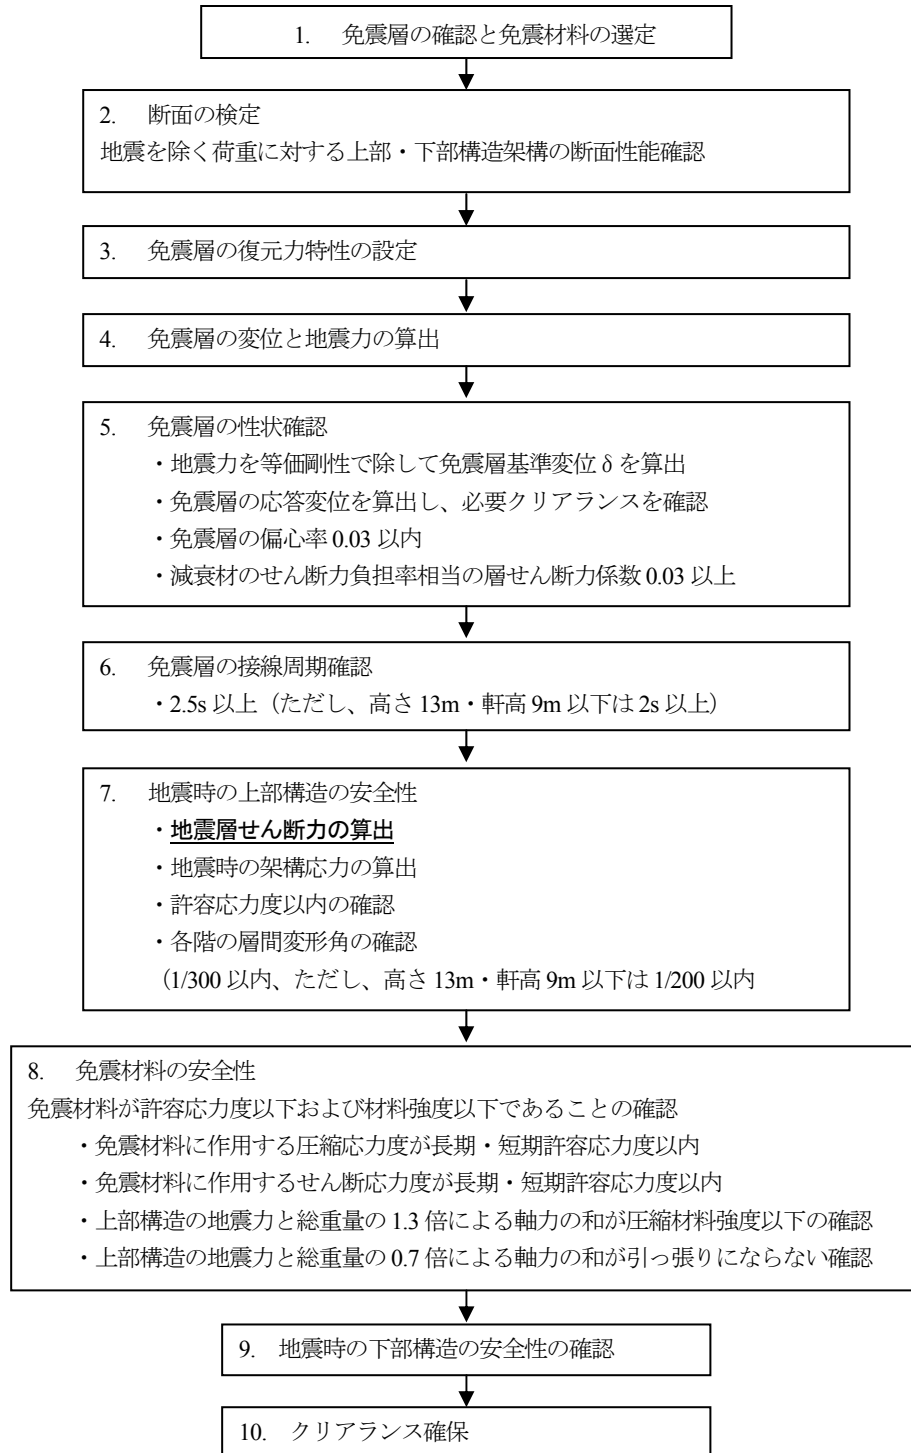 1. 免震層の確認と免震材料の選定
2. 断面の検定
地震を除く荷重に対する上部・下部構造架構の断面性能確認
3. 免震層の復元力特性の設定
4. 免震層の変位と地震力の算出
5. 免震層の性状確認
・地震力を等価剛性で除して免震層基準変位 δ を算出
・免震層の応答変位を算出し、必要クリアランスを確認
・免震層の偏心率 0.03 以内
・減衰材のせん断力負担率相当の層せん断力係数 0.03 以上
6. 免震層の接線周期確認
・2.5s 以上（ただし、高さ 13m・軒高 9m 以下は 2s 以上）
7. 地震時の上部構造の安全性
・地震層せん断力の算出
・地震時の架構応力の算出
・許容応力度以内の確認
・各階の層間変形角の確認
（1/300 以内、ただし、高さ 13m・軒高 9m 以下は 1/200 以内
8. 免震材料の安全性
免震材料が許容応力度以下および材料強度以下であることの確認
・免震材料に作用する圧縮応力度が長期・短期許容応力度以内
・免震材料に作用するせん断応力度が長期・短期許容応力度以内
・上部構造の地震力と総重量の 1.3 倍による軸力の和が圧縮材料強度以下の確認
・上部構造の地震力と総重量の 0.7 倍による軸力の和が引っ張りにならない確認
9. 地震時の下部構造の安全性の確認
10. クリアランス確保